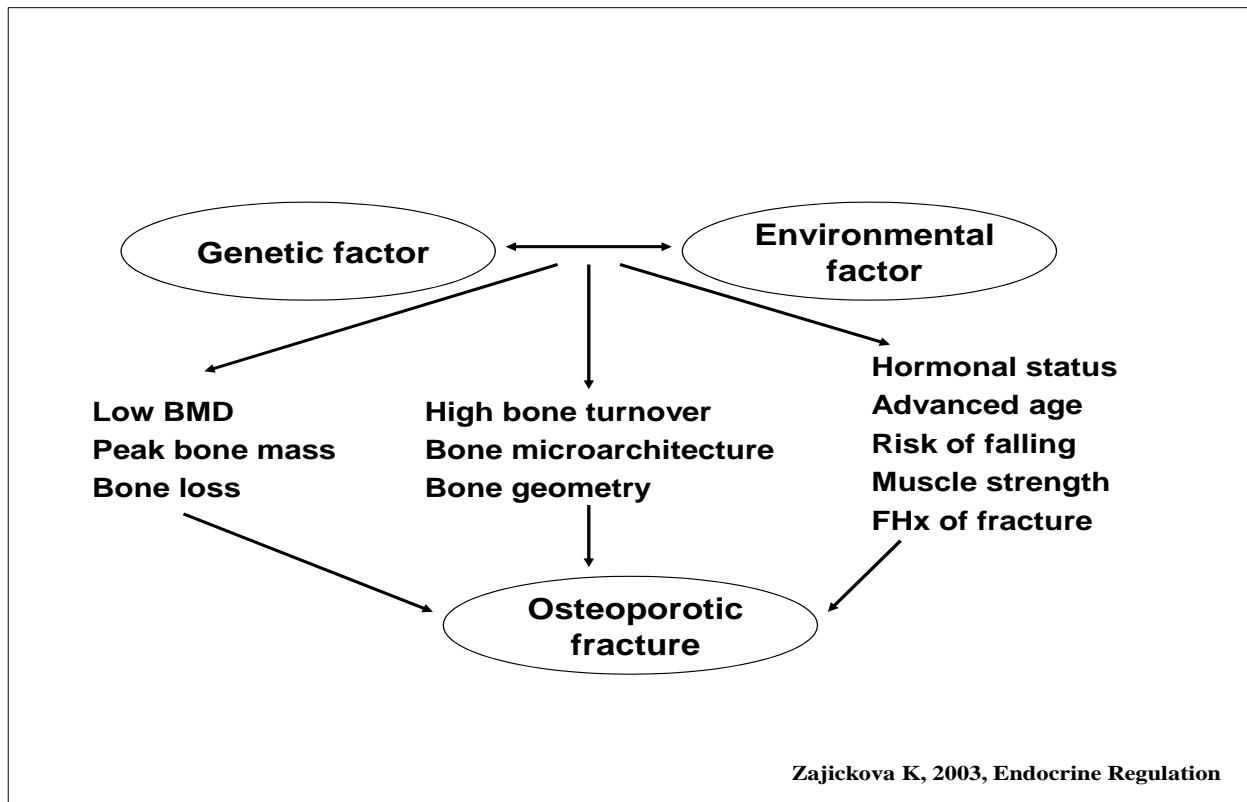 Genetic factor
Environmental
factor
Low BMD
Peak bone mass
Bone loss
High bone turnover
Bone microarchitecture
Bone geometry
Hormonal status
Advanced age
Risk of falling
Muscle strength
FHx of fracture
Osteoporotic
fracture
Zajickova K, 2003, Endocrine Regulation